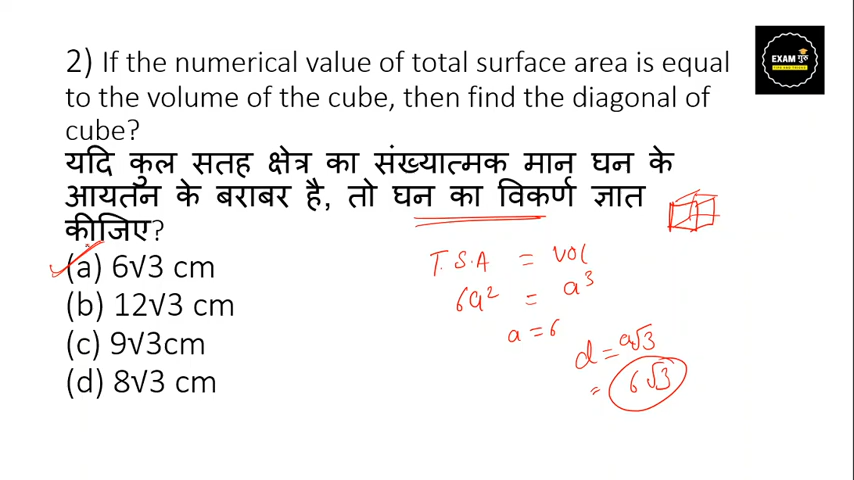 EXAM गुरु
2) If the numerical value of total surface area is equal
to the volume of the cube, then find the diagonal of
cube?
यदि कुल सतह क्षेत्र का संख्यात्मक मान घन के
आयतन के बराबर है, तो घन का विकर्ण ज्ञात
कीजिए?
(a) 6√3 cm
(b) 12√3 cm
(c) 9√3cm
(d) 8√3 cm
T.S.A = VOL
6a² = a³
a = 6
d = a√3
= 6√3